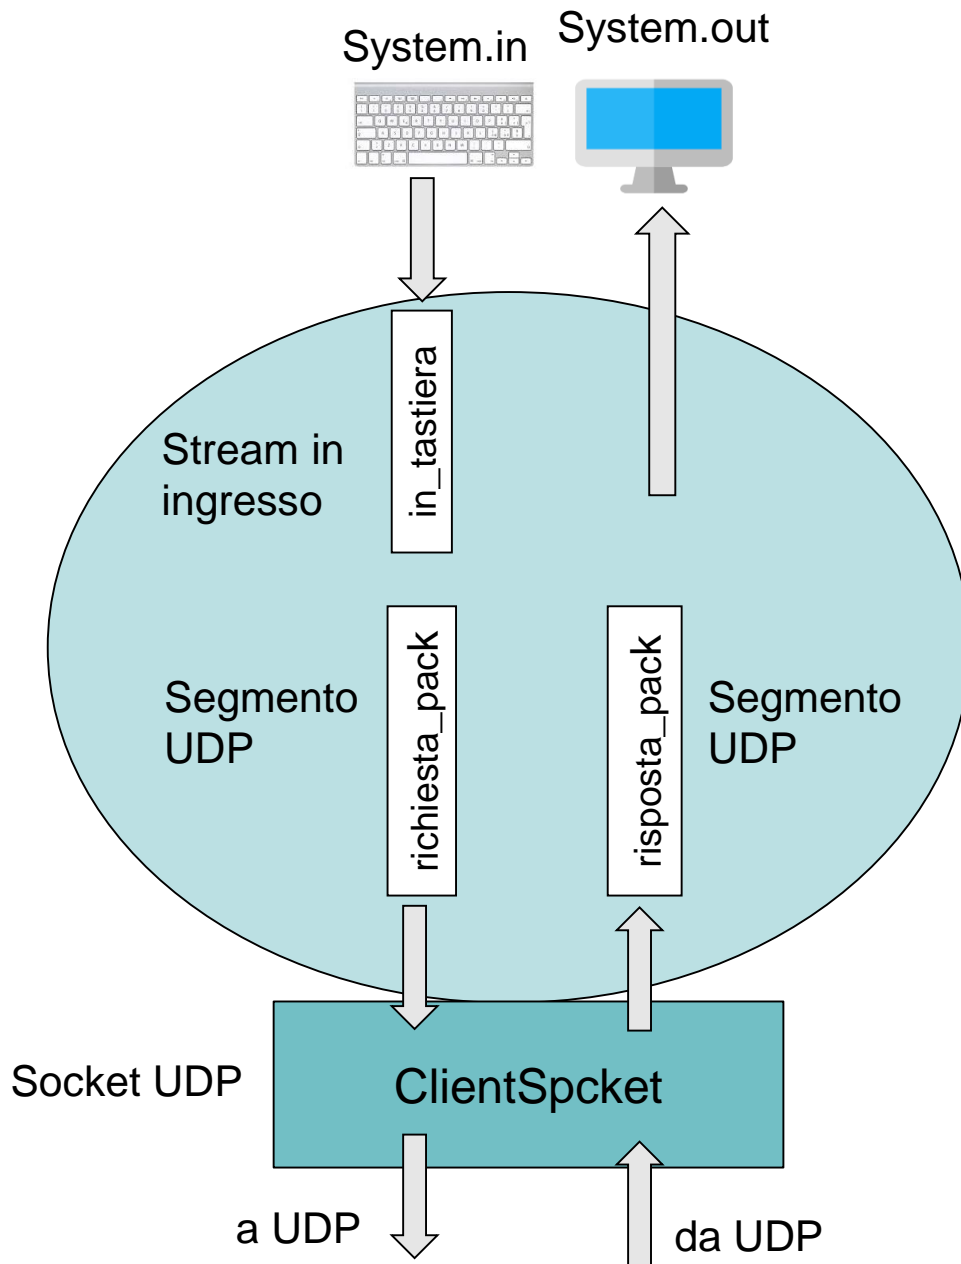 System.in
System.out
in_tastiera
Stream in
ingresso
Segmento
UDP
richiesta_pack
risposta_pack
Segmento
UDP
Socket UDP
ClientSpcket
a UDP
da UDP